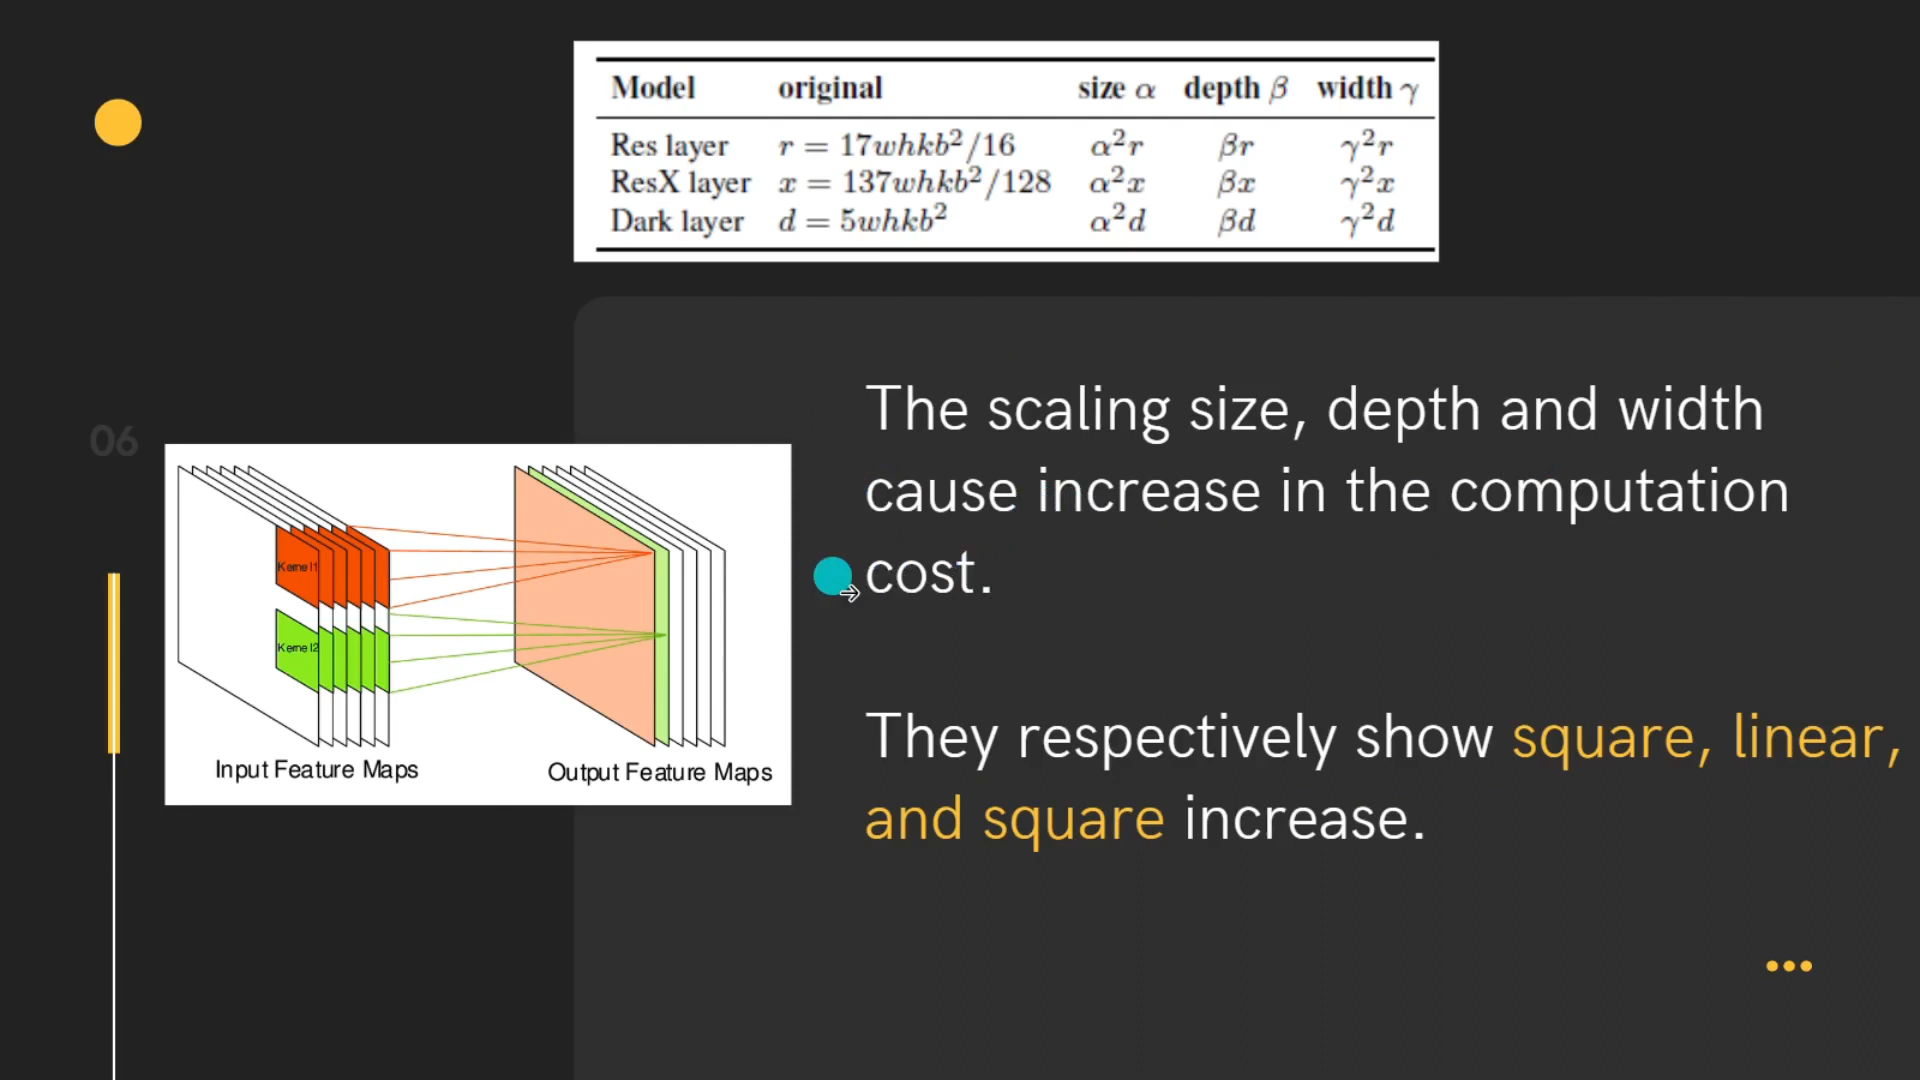 Model original size α depth β width γ
Res layer r = 17whkb²/16 α²r βr γ²r
ResX layer x = 137whkb²/128 α²x βx γ²x
Dark layer d = 5whkb² α²d βd γ²d
06
The scaling size, depth and width
cause increase in the computation
cost.
They respectively show square, linear,
and square increase.
Kernel1
Kernel2
Input Feature Maps
Output Feature Maps